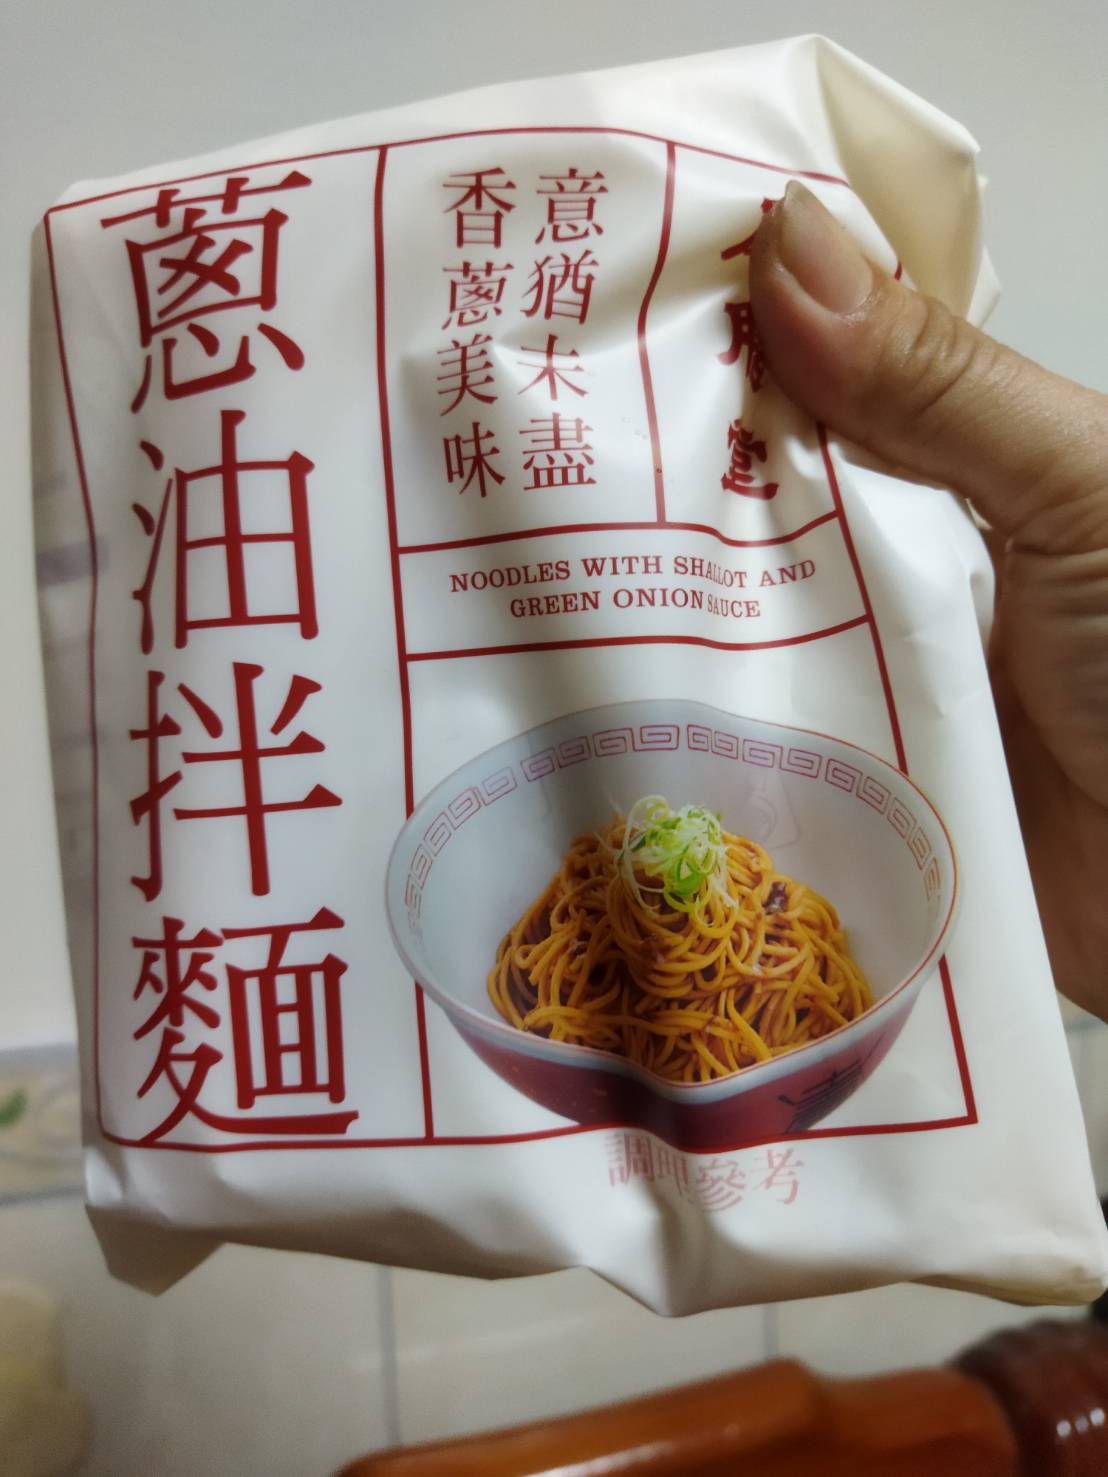 意猶未盡
香蔥美味
蔥油拌麵
NOODLES WITH SHALLOT AND
GREEN ONION SAUCE
調理參考